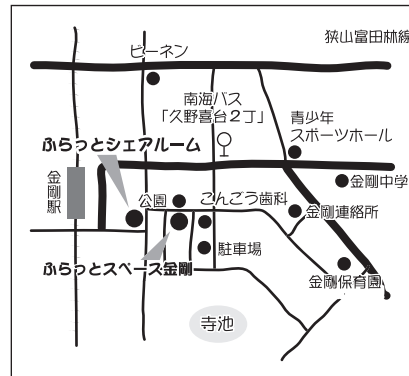 狭山富田林線
ビーネン
南海バス
「久野喜台２丁」
青少年
スポーツホール
ふらっとシェアルーム
金剛駅
公園
こんごう歯科
金剛中学
金剛連絡所
駐車場
ふらっとスペース金剛
金剛保育園
寺池